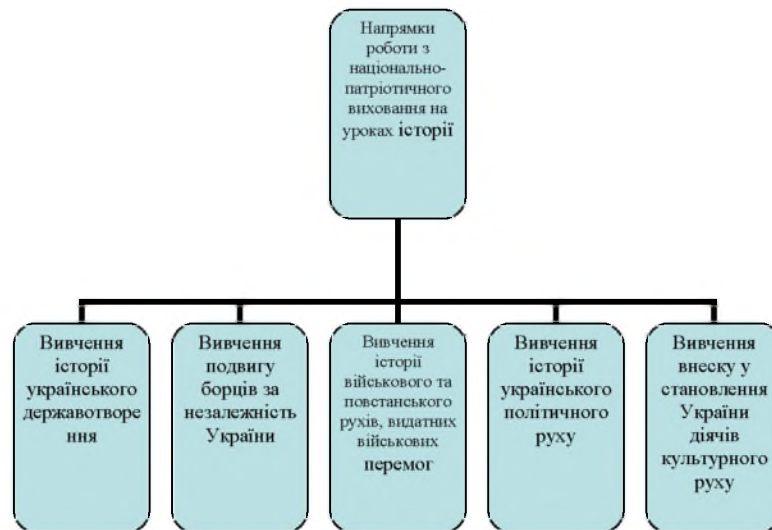 Напрямки
роботи з
національно-
патріотичного
виховання на
уроках історії
Вивчення
історії
українського
державотворе
ння
Вивчення
подвигу
борців за
незалежність
України
Вивчення
історії
військового та
повстанського
рухів, видатних
військових
перемог
Вивчення
історії
українського
політичного
руху
Вивчення
внеску у
становлення
України
діячів
культурного
руху